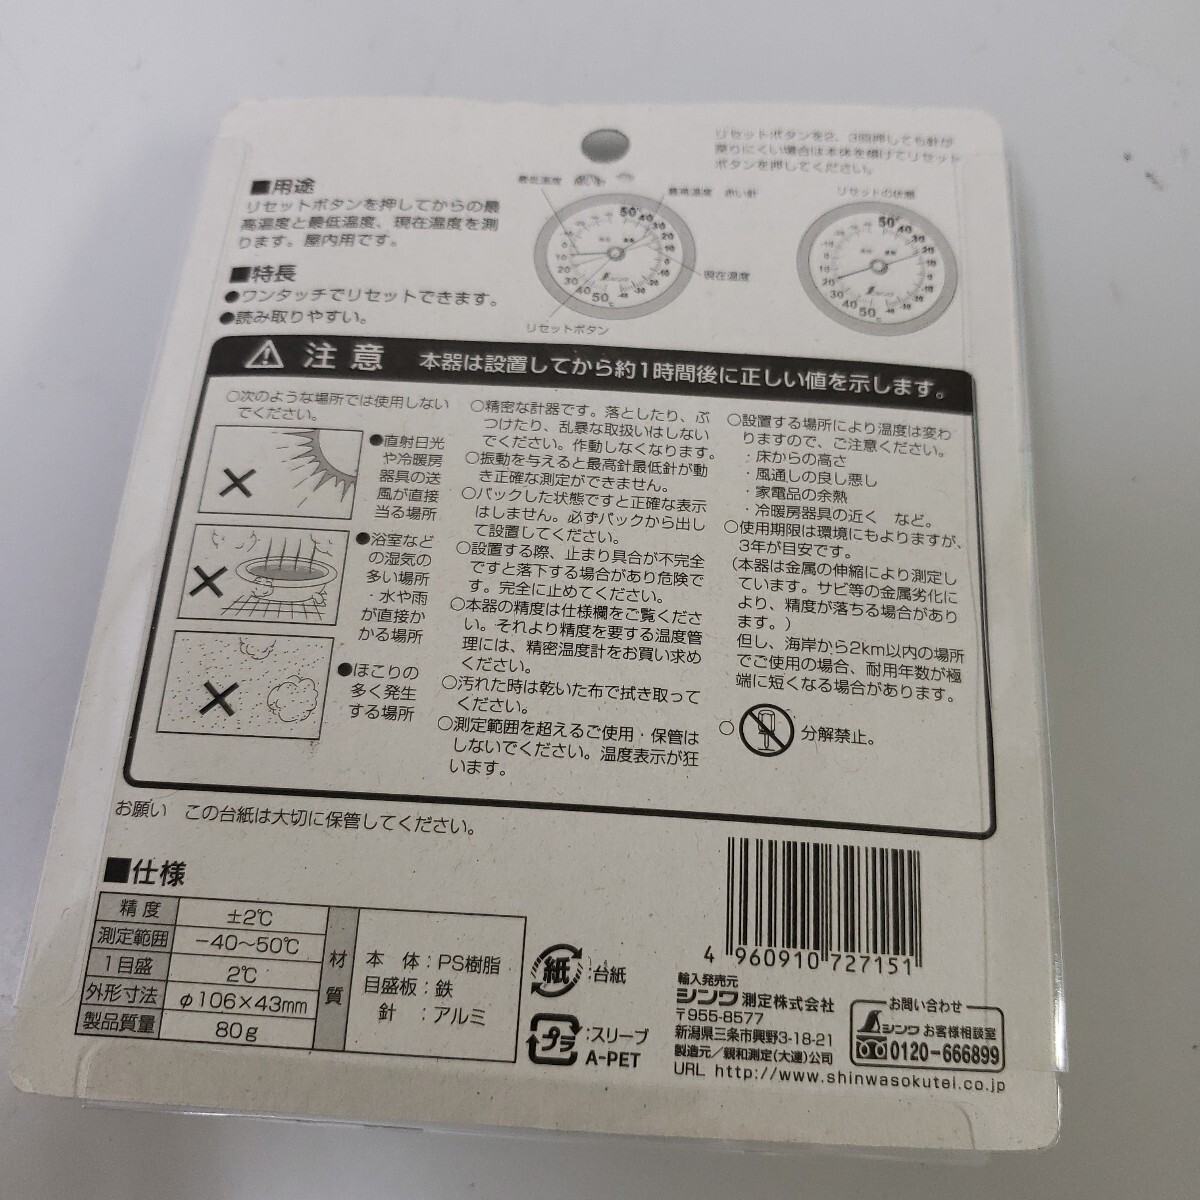 リセットボタンを2、3回押しても針が
戻りにくい場合は本体を傾けてリセット
ボタンを押してください。
■用途
リセットボタンを押してからの最
高温度と最低温度、現在温度を測
ります。屋内用です。
■特長
●ワンタッチでリセットできます。
●読み取りやすい。
最低温度
最高温度 赤い針
現在温度
リセットボタン
リセットの状態
注意 本器は設置してから約1時間後に正しい値を示します。
○次のような場所では使用しない
でください。
●直射日光
や冷暖房
器具の送
風が直接
当る場所
●浴室など
の湿気の
多い場所
・水や雨
が直接か
かる場所
●ほこりの
多く発生
する場所
○精密な計器です。落としたり、ぶ
つけたり、乱暴な取扱いはしない
でください。作動しなくなります。
○振動を与えると最高針最低針が動
き正確な測定ができません。
○パックした状態ですと正確な表示
はしません。必ずパックから出し
て設置してください。
○設置する際、止まり具合が不完全
ですと落下する場合があり危険で
す。完全に止めてください。
○本器の精度は仕様欄をご覧くださ
い。それより精度を要する温度管
理には、精密温度計をお買い求め
ください。
○汚れた時は乾いた布で拭き取って
ください。
○測定範囲を超えるご使用・保管は
しないでください。温度表示が狂
います。
○設置する場所により温度は変わ
りますので、ご注意ください。
・床からの高さ
・風通しの良し悪し
・家電品の余熱
・冷暖房器具の近く など。
○使用期限は環境にもよりますが、
3年が目安です。
(本器は金属の伸縮により測定し
ています。サビ等の金属劣化に
より、精度が落ちる場合があり
ます。)
但し、海岸から2km以内の場所
でご使用の場合、耐用年数が極
端に短くなる場合があります。
○ 分解禁止。
お願い この台紙は大切に保管してください。
■仕様
精度 ±2℃
測定範囲 −40～50℃
1目盛 2℃
外形寸法 φ106×43mm
製品質量 80g
材質
本体：PS樹脂
目盛板：鉄
針：アルミ
紙：台紙
プラ：スリーブ
A-PET
4 960910 727151
輸入発売元
シンワ測定株式会社
〒955-8577
新潟県三条市興野3-18-21
製造元／親和測定(大連)公司
URL http://www.shinwasokutei.co.jp
お問い合わせ
シンワ お客様相談室
0120-666899